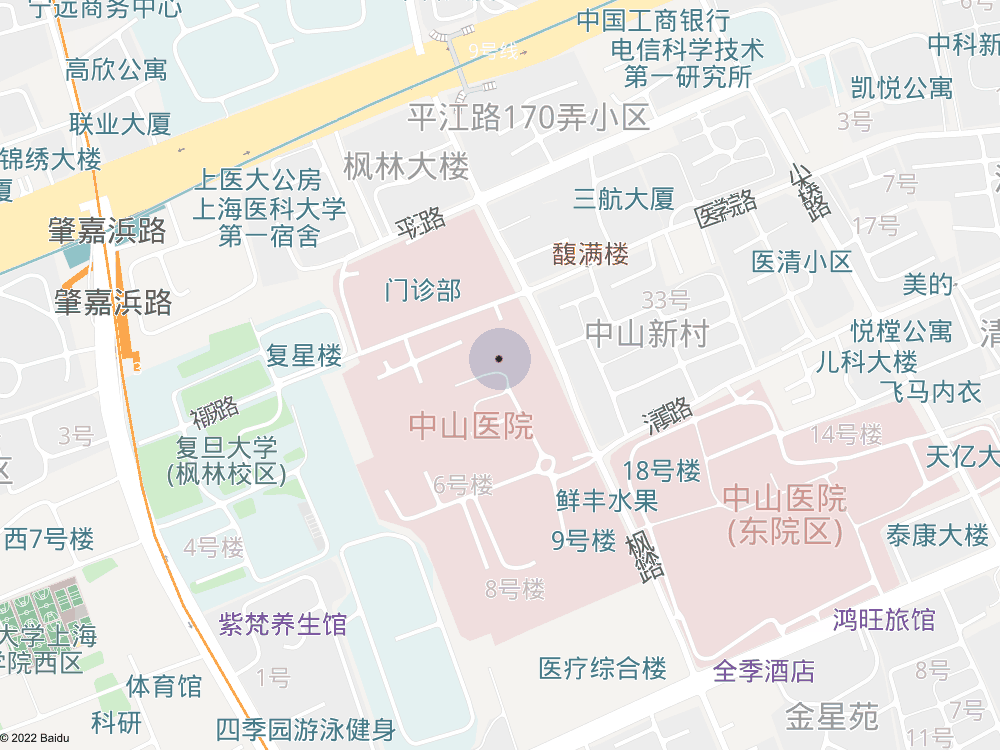 宁远商务中心
中国工商银行
6号
9号线
电信科学技术
第一研究所
中科新
高欣公寓
凯悦公寓
联业大厦
平江路170弄小区
3号
锦绣大楼
枫林大楼
厦
上医大公房
三航大厦
医学院路
尖楼路
7号
上海医科大学
第一宿舍
平江路
17号
肇嘉浜路
馥满楼
医清小区
门诊部
33号
美的
肇嘉浜路
中山新村
悦樘公寓
清
复星楼
儿科大楼
飞马内衣
福源路
清真路
3号
中山医院
14号楼
复旦大学
(枫林校区)
天亿大
区
18号楼
6号楼
鲜丰水果
中山医院
(东院区)
西7号楼
4号楼
9号楼
枫林路
泰康大楼
8号楼
紫梵养生馆
鸿旺旅馆
大学上海
学院西区
1号
医疗综合楼
全季酒店
8号
体育馆
7号
科研
四季园游泳健身
金星苑
11号
© 2022 Baidu